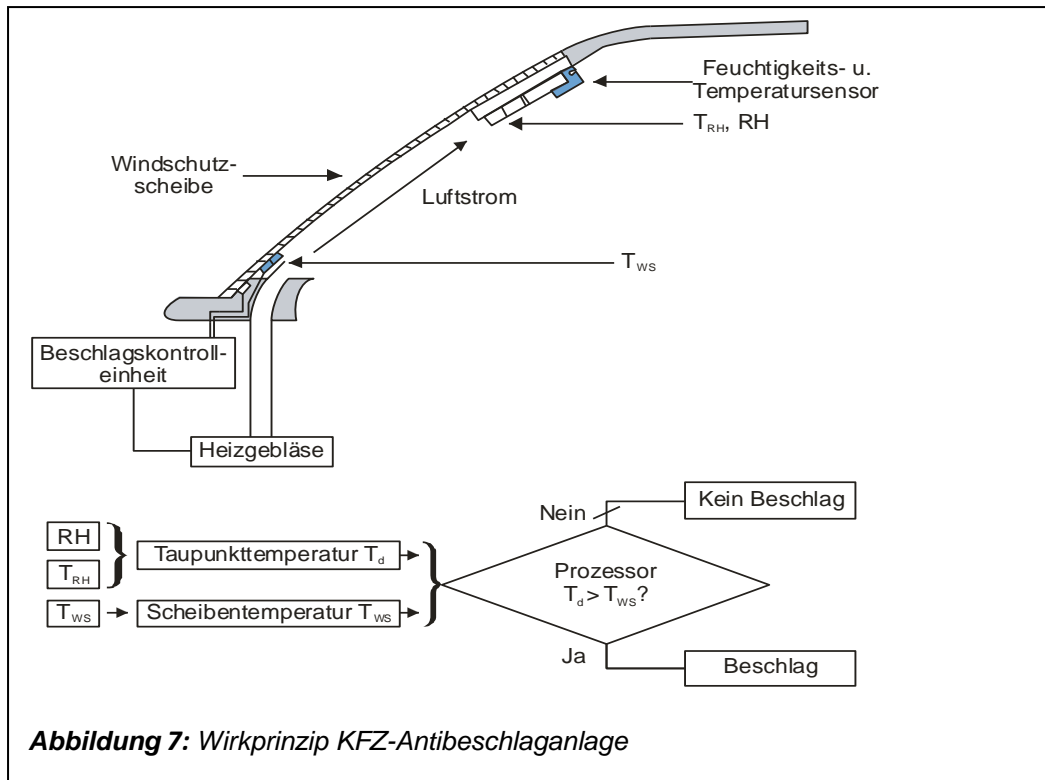 Feuchtigkeits- u.
Temperatursensor
T_RH, RH
Windschutz-
scheibe
Luftstrom
T_WS
Beschlagskontroll-
einheit
Heizgebläse
Kein Beschlag
Nein
RH
Taupunkttemperatur T_d
T_RH
Prozessor
T_d > T_WS?
T_WS
Scheibentemperatur T_WS
Ja
Beschlag
Abbildung 7: Wirkprinzip KFZ-Antibeschlaganlage